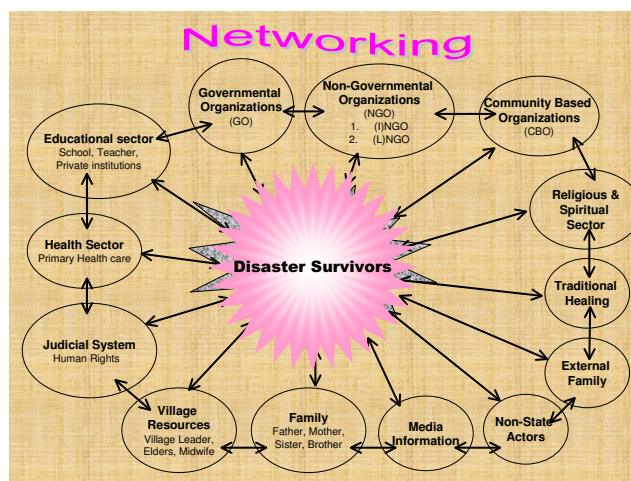 Networking
Governmental
Organizations
(GO)
Non-Governmental
Organizations
(NGO)
1. (I)NGO
2. (L)NGO
Community Based
Organizations
(CBO)
Educational sector
School, Teacher,
Private institutions
Religious &
Spiritual
Sector
Health Sector
Primary Health care
Disaster Survivors
Traditional
Healing
Judicial System
Human Rights
External
Family
Village
Resources
Village Leader,
Elders, Midwife
Family
Father, Mother,
Sister, Brother
Media
Information
Non-State
Actors